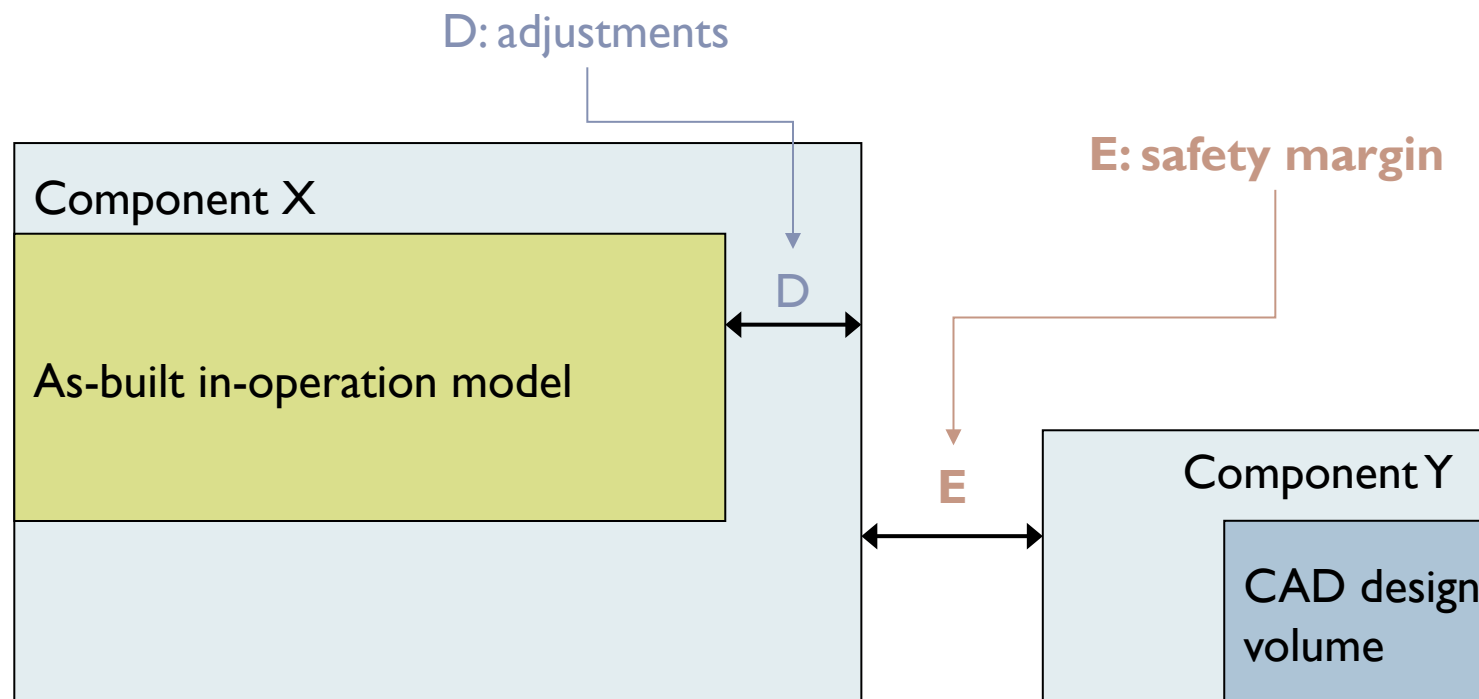 D: adjustments
E: safety margin
Component X
D
As-built in-operation model
E
Component Y
CAD design
volume